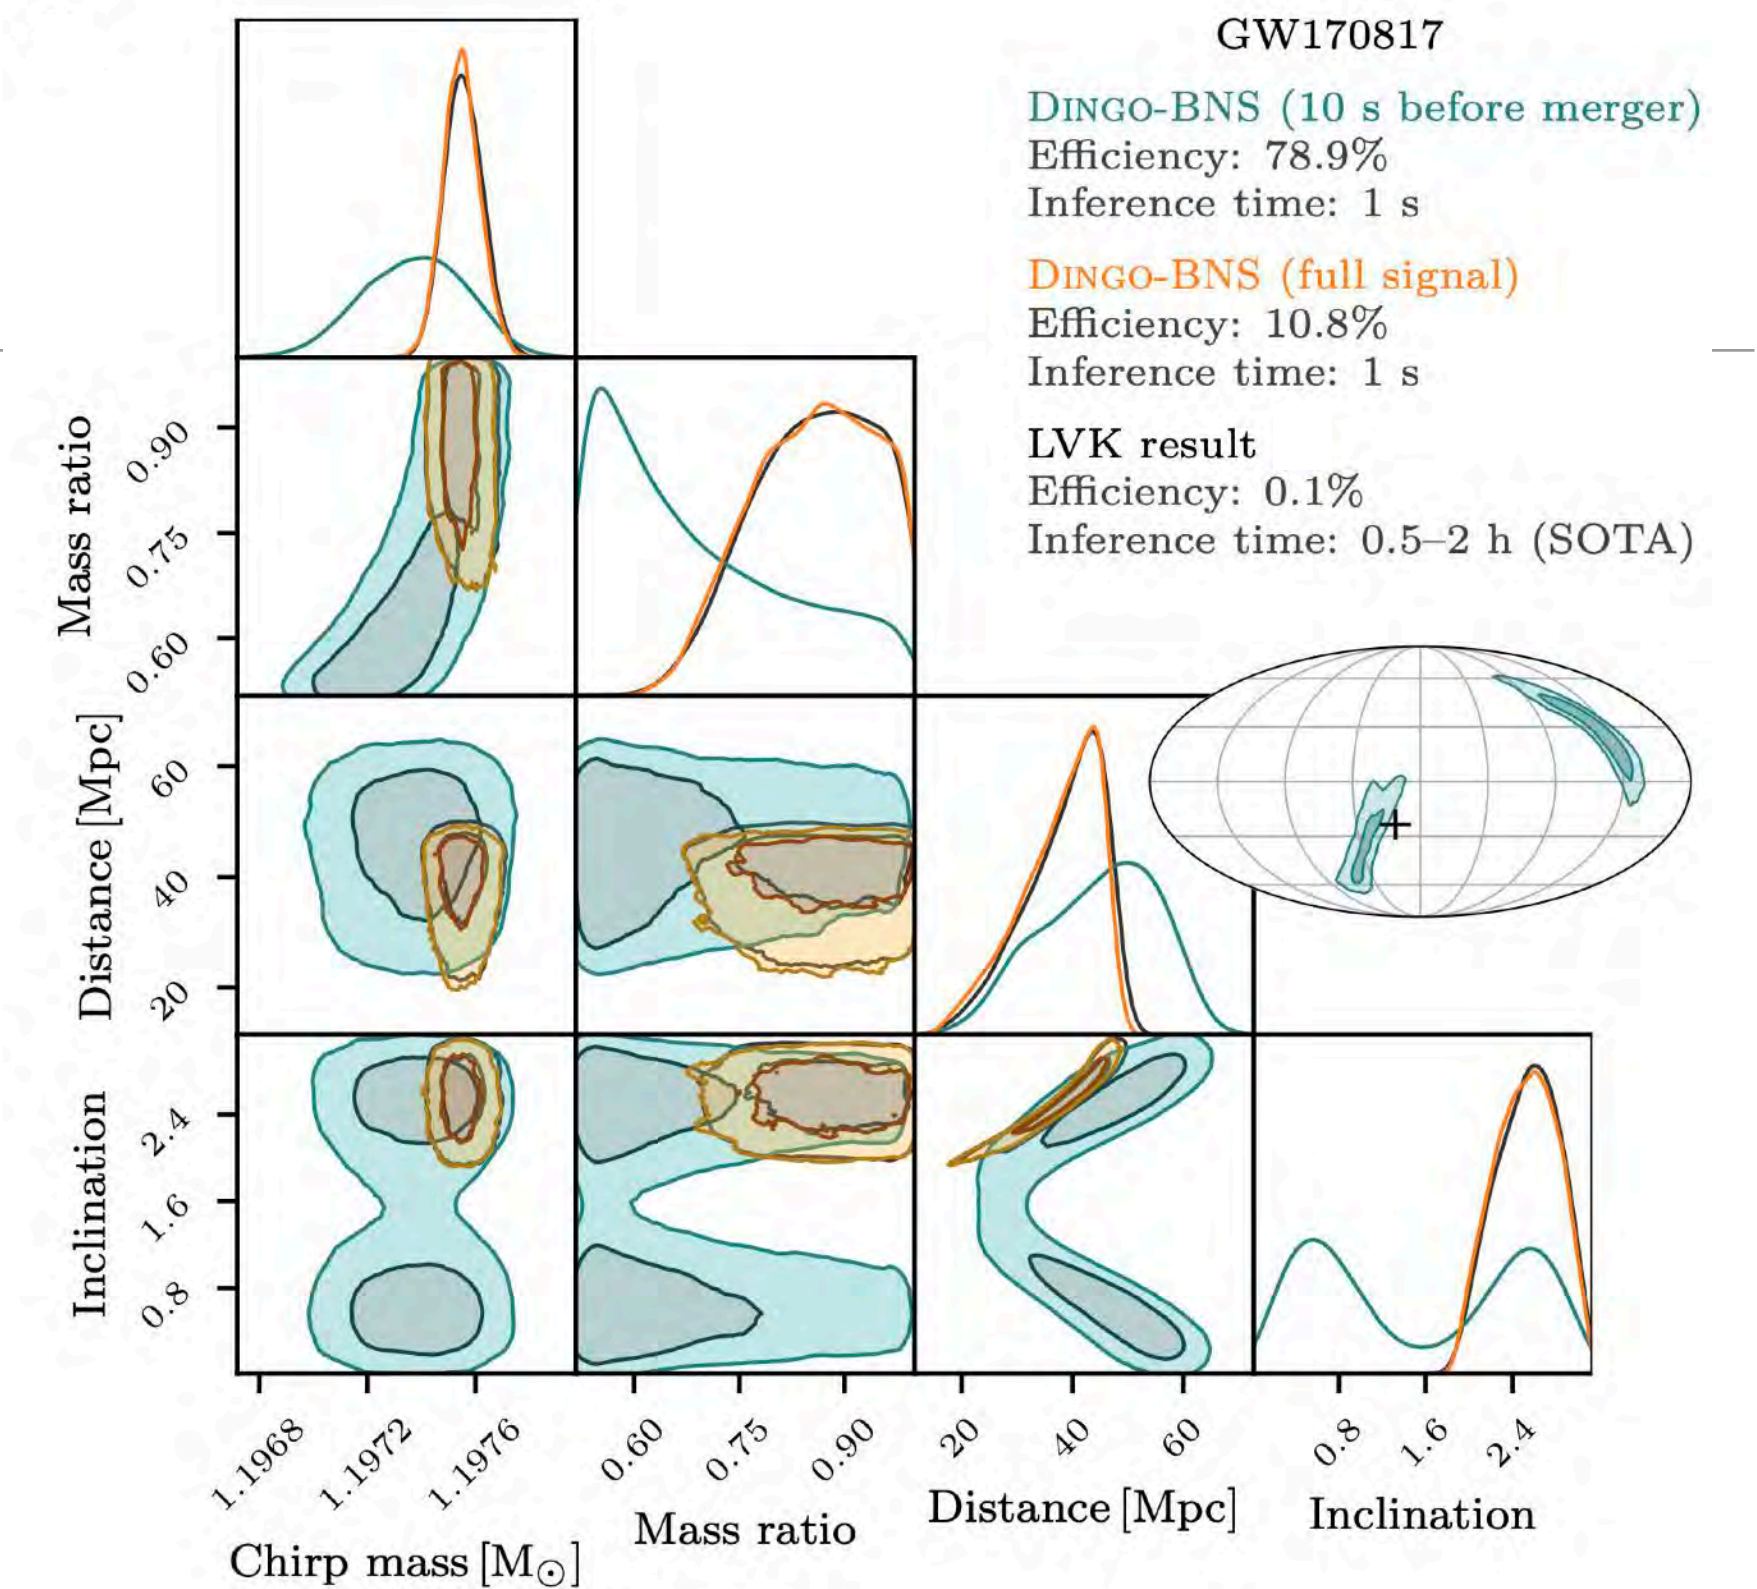 GW170817
DINGO-BNS (10 s before merger)
Efficiency: 78.9%
Inference time: 1 s
DINGO-BNS (full signal)
Efficiency: 10.8%
Inference time: 1 s
LVK result
Efficiency: 0.1%
Inference time: 0.5–2 h (SOTA)
Mass ratio
0.90
0.75
0.60
Distance [Mpc]
60
40
20
Inclination
2.4
1.6
0.8
1.1968
1.1972
1.1976
Chirp mass [M☉]
0.60
0.75
0.90
Mass ratio
20
40
60
Distance [Mpc]
0.8
1.6
2.4
Inclination